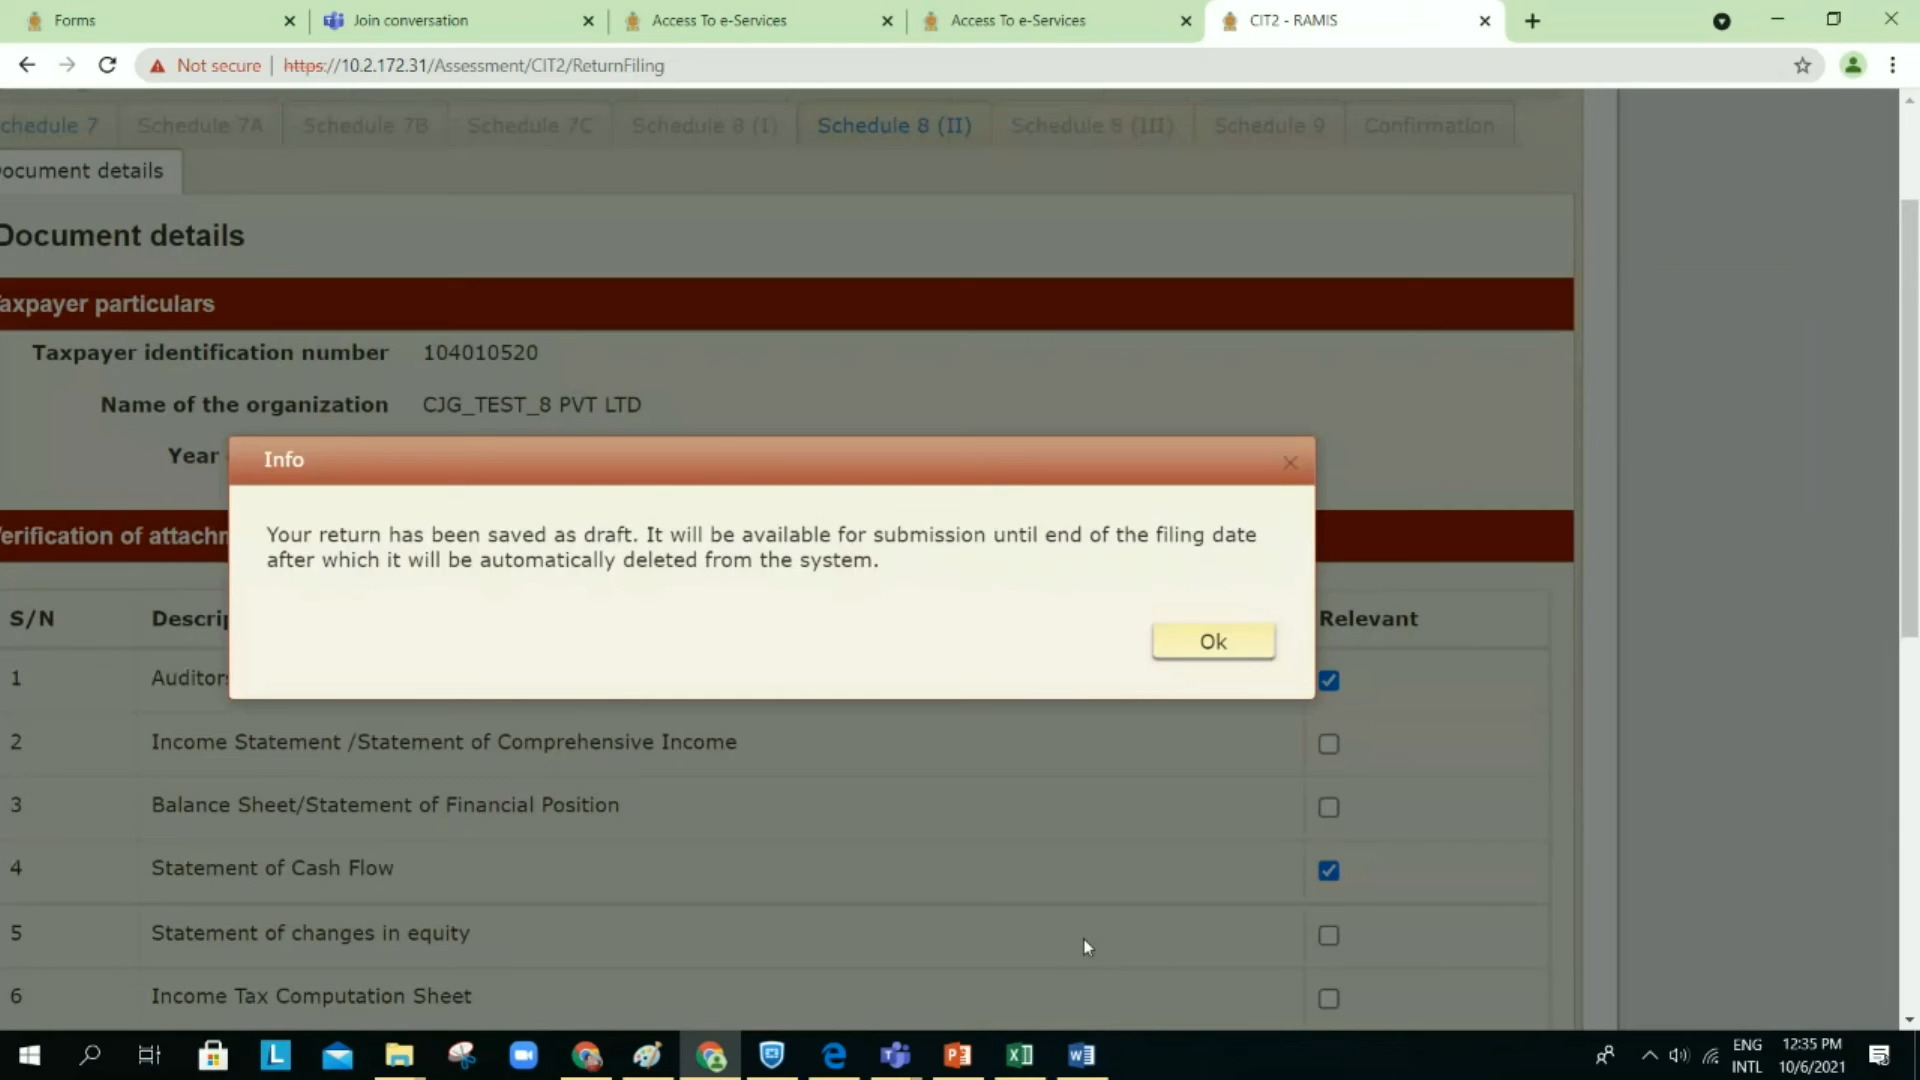 Forms
Join conversation
Access To e-Services
Access To e-Services
CIT2 - RAMIS
Not secure
https://10.2.172.31/Assessment/CIT2/ReturnFiling
chedule 7
Schedule 7A
Schedule 7B
Schedule 7C
Schedule 8 (I)
Schedule 8 (II)
Schedule 8 (III)
Schedule 9
Confirmation
ocument details
Document details
axpayer particulars
Taxpayer identification number 104010520
Name of the organization CJG_TEST_8 PVT LTD
Year
Info
Your return has been saved as draft. It will be available for submission until end of the filing date
after which it will be automatically deleted from the system.
Ok
erification of attachm
S/N Descrip Relevant
1 Auditors
2 Income Statement /Statement of Comprehensive Income
3 Balance Sheet/Statement of Financial Position
4 Statement of Cash Flow
5 Statement of changes in equity
6 Income Tax Computation Sheet
ENG
INTL
12:35 PM
10/6/2021